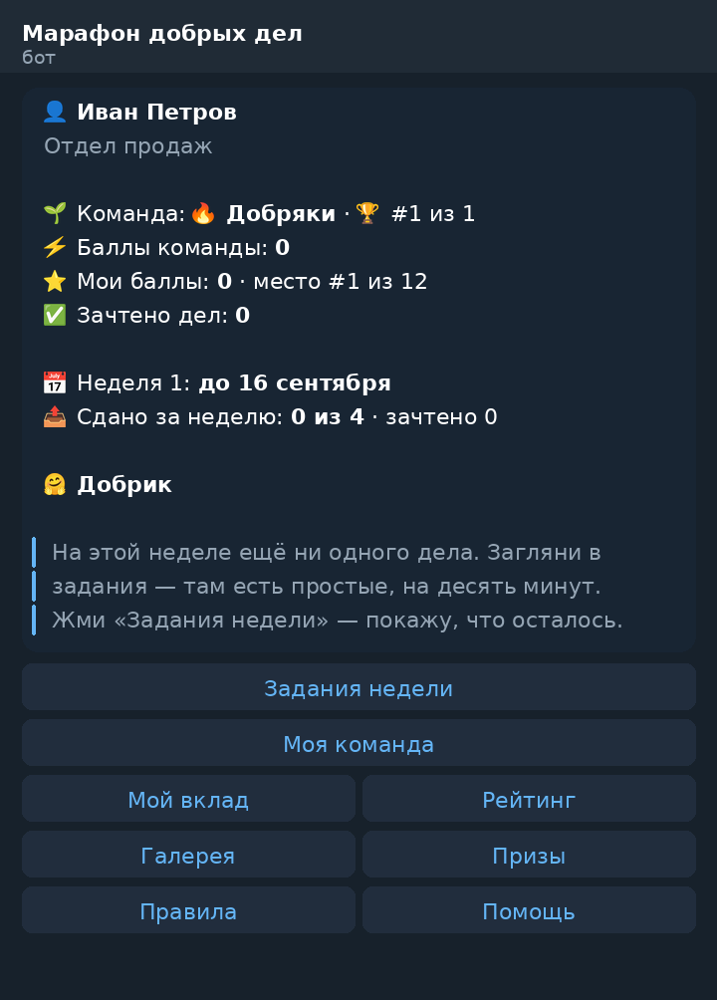 Марафон добрых дел
бот
👤 Иван Петров
Отдел продаж
🌱 Команда: 🔥 Добряки · 🏆 #1 из 1
⚡ Баллы команды: 0
⭐ Мои баллы: 0 · место #1 из 12
✅ Зачтено дел: 0
📅 Неделя 1: до 16 сентября
📤 Сдано за неделю: 0 из 4 · зачтено 0
🤗 Добрик
На этой неделе ещё ни одного дела. Загляни в
задания — там есть простые, на десять минут.
Жми «Задания недели» — покажу, что осталось.
Задания недели
Моя команда
Мой вклад
Рейтинг
Галерея
Призы
Правила
Помощь